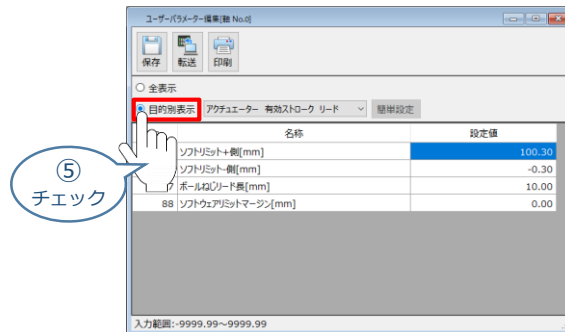 ユーザーパラメーター編集[軸 No.0]
保存 転送 印刷
全表示
目的別表示 アクチュエーター 有効ストローク リード 簡単設定
名称 設定値
ソフトリミット+側[mm] 100.30
ソフトリミット-側[mm] -0.30
7 ボールねじリード長[mm] 10.00
88 ソフトウェアリミットマージン[mm] 0.00
⑤
チェック
入力範囲:-9999.99~9999.99